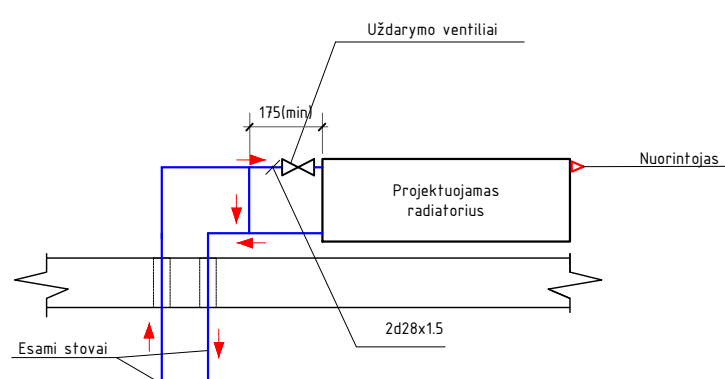 Uždarymo ventiliai
175(min)
Nuorintojas
Projektuojamas
radiatorius
2d28x1.5
Esami stovai